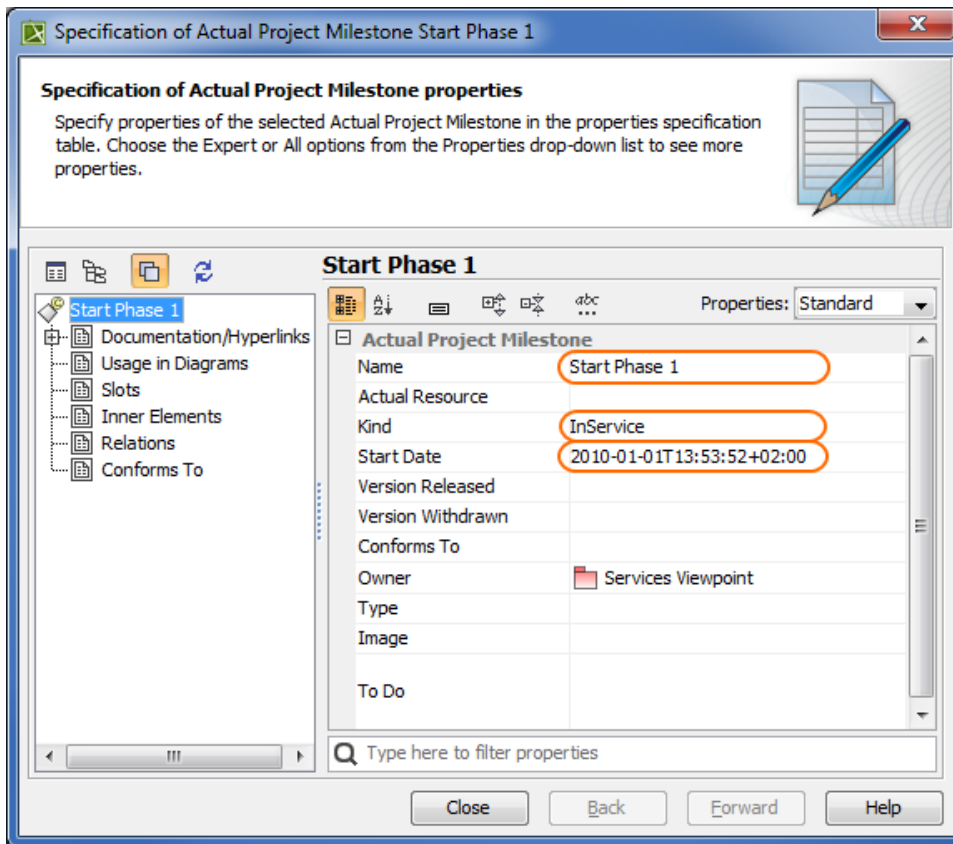 Specification of Actual Project Milestone Start Phase 1
x
Specification of Actual Project Milestone properties
Specify properties of the selected Actual Project Milestone in the properties specification
table. Choose the Expert or All options from the Properties drop-down list to see more
properties.
Start Phase 1
Properties: Standard
Start Phase 1
Documentation/Hyperlinks
Usage in Diagrams
Slots
Inner Elements
Relations
Conforms To
Actual Project Milestone
Name Start Phase 1
Actual Resource
Kind InService
Start Date 2010-01-01T13:53:52+02:00
Version Released
Version Withdrawn
Conforms To
Owner Services Viewpoint
Type
Image
To Do
Type here to filter properties
Close Back Forward Help